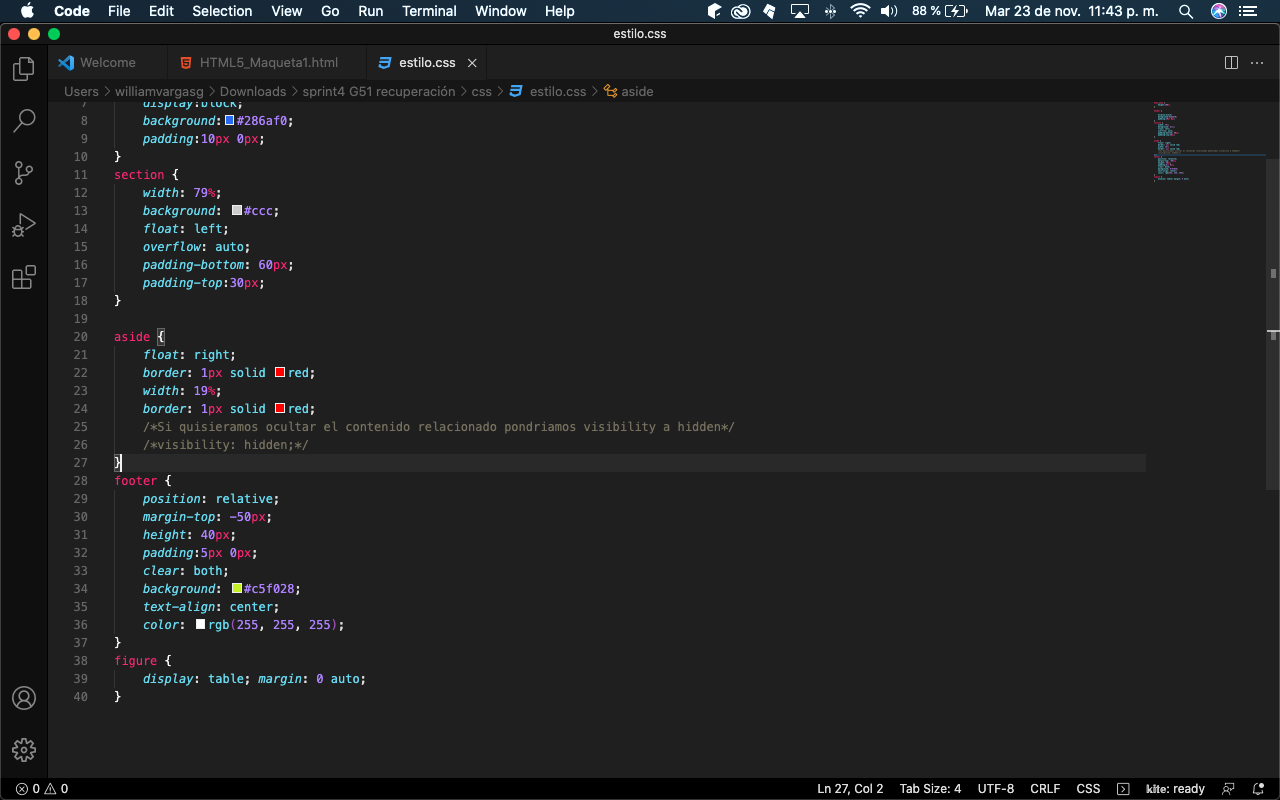 Code File Edit Selection View Go Run Terminal Window Help 88 % Mar 23 de nov. 11:43 p. m.
estilo.css
Welcome HTML5_Maqueta1.html estilo.css
Users > williamvargasg > Downloads > sprint4 G51 recuperación > css > estilo.css > aside
7 display:block;
8 background: #286af0;
9 padding:10px 0px;
10 }
11 section {
12 width: 79%;
13 background: #ccc;
14 float: left;
15 overflow: auto;
16 padding-bottom: 60px;
17 padding-top:30px;
18 }
19
20 aside {
21 float: right;
22 border: 1px solid red;
23 width: 19%;
24 border: 1px solid red;
25 /*Si quisieramos ocultar el contenido relacionado pondriamos visibility a hidden*/
26 /*visibility: hidden;*/
27 }
28 footer {
29 position: relative;
30 margin-top: -50px;
31 height: 40px;
32 padding:5px 0px;
33 clear: both;
34 background: #c5f028;
35 text-align: center;
36 color: rgb(255, 255, 255);
37 }
38 figure {
39 display: table; margin: 0 auto;
40 }
0 0 Ln 27, Col 2 Tab Size: 4 UTF-8 CRLF CSS kite: ready